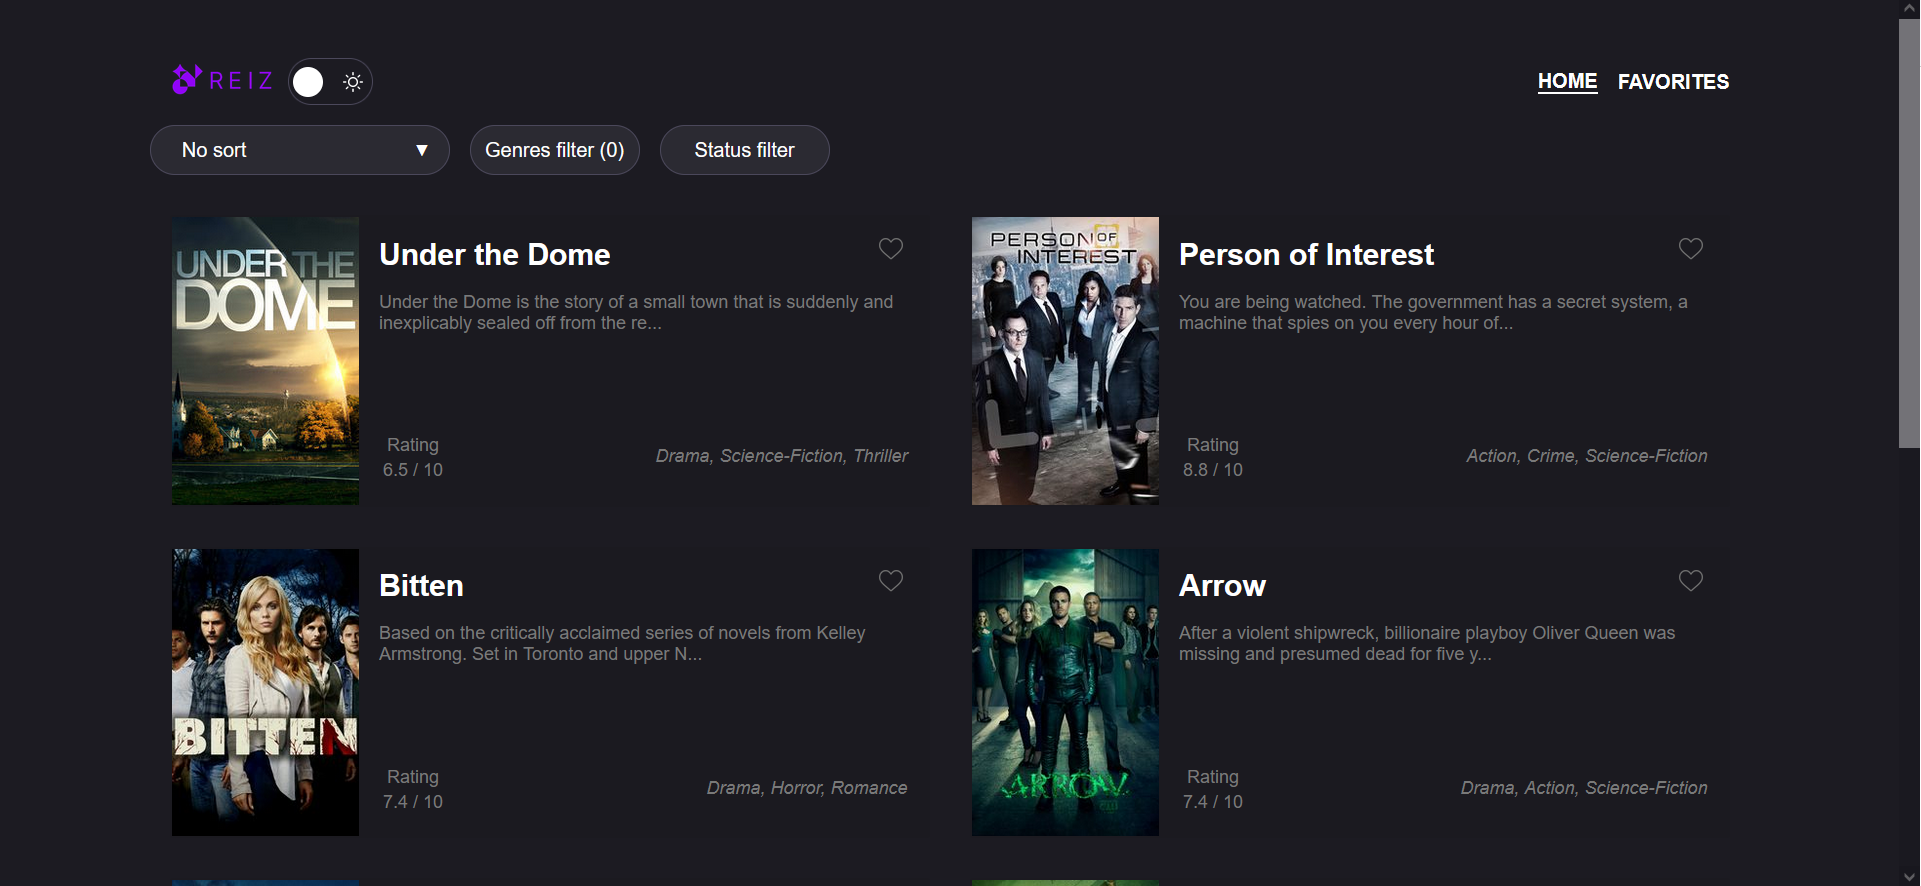 REIZ
HOME FAVORITES
No sort ▼
Genres filter (0)
Status filter
UNDER THE
DOME
Under the Dome
Under the Dome is the story of a small town that is suddenly and
inexplicably sealed off from the re...
Rating
6.5 / 10
Drama, Science-Fiction, Thriller
PERSON OF
INTEREST
Person of Interest
You are being watched. The government has a secret system, a
machine that spies on you every hour of...
Rating
8.8 / 10
Action, Crime, Science-Fiction
BITTEN
Bitten
Based on the critically acclaimed series of novels from Kelley
Armstrong. Set in Toronto and upper N...
Rating
7.4 / 10
Drama, Horror, Romance
ARROW
Arrow
After a violent shipwreck, billionaire playboy Oliver Queen was
missing and presumed dead for five y...
Rating
7.4 / 10
Drama, Action, Science-Fiction